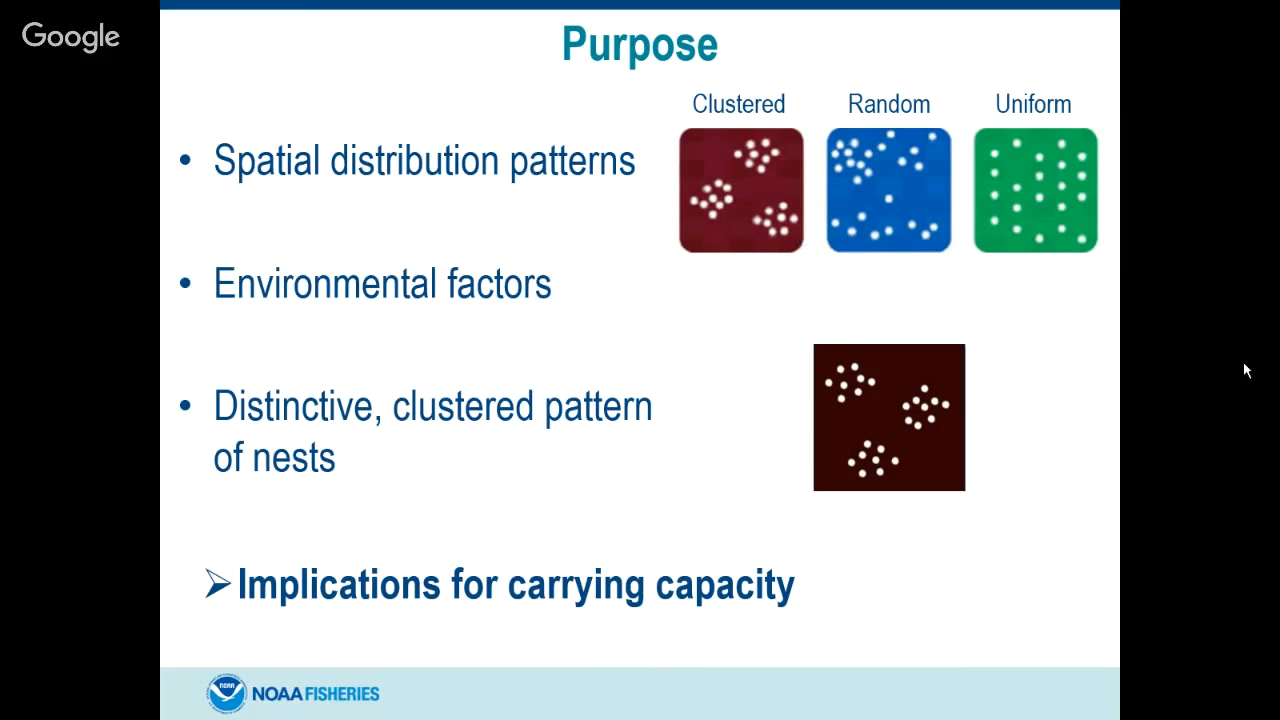 Google
Purpose
Clustered Random Uniform
• Spatial distribution patterns
• Environmental factors
• Distinctive, clustered pattern
of nests
➢ Implications for carrying capacity
NOAA
NOAA FISHERIES